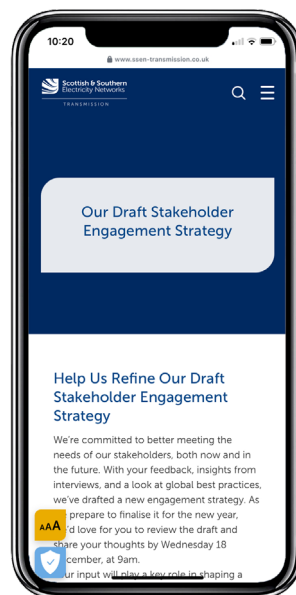 10:20
www.ssen-transmission.co.uk
Scottish & Southern
Electricity Networks
TRANSMISSION
Our Draft Stakeholder
Engagement Strategy
Help Us Refine Our Draft
Stakeholder Engagement
Strategy
We're committed to better meeting the
needs of our stakeholders, both now and in
the future. With your feedback, insights from
interviews, and a look at global best practices,
we've drafted a new engagement strategy. As
prepare to finalise it for the new year,
love for you to review the draft and
share your thoughts by Wednesday 18
December, at 9am.
Your input will play a key role in shaping a
AAA